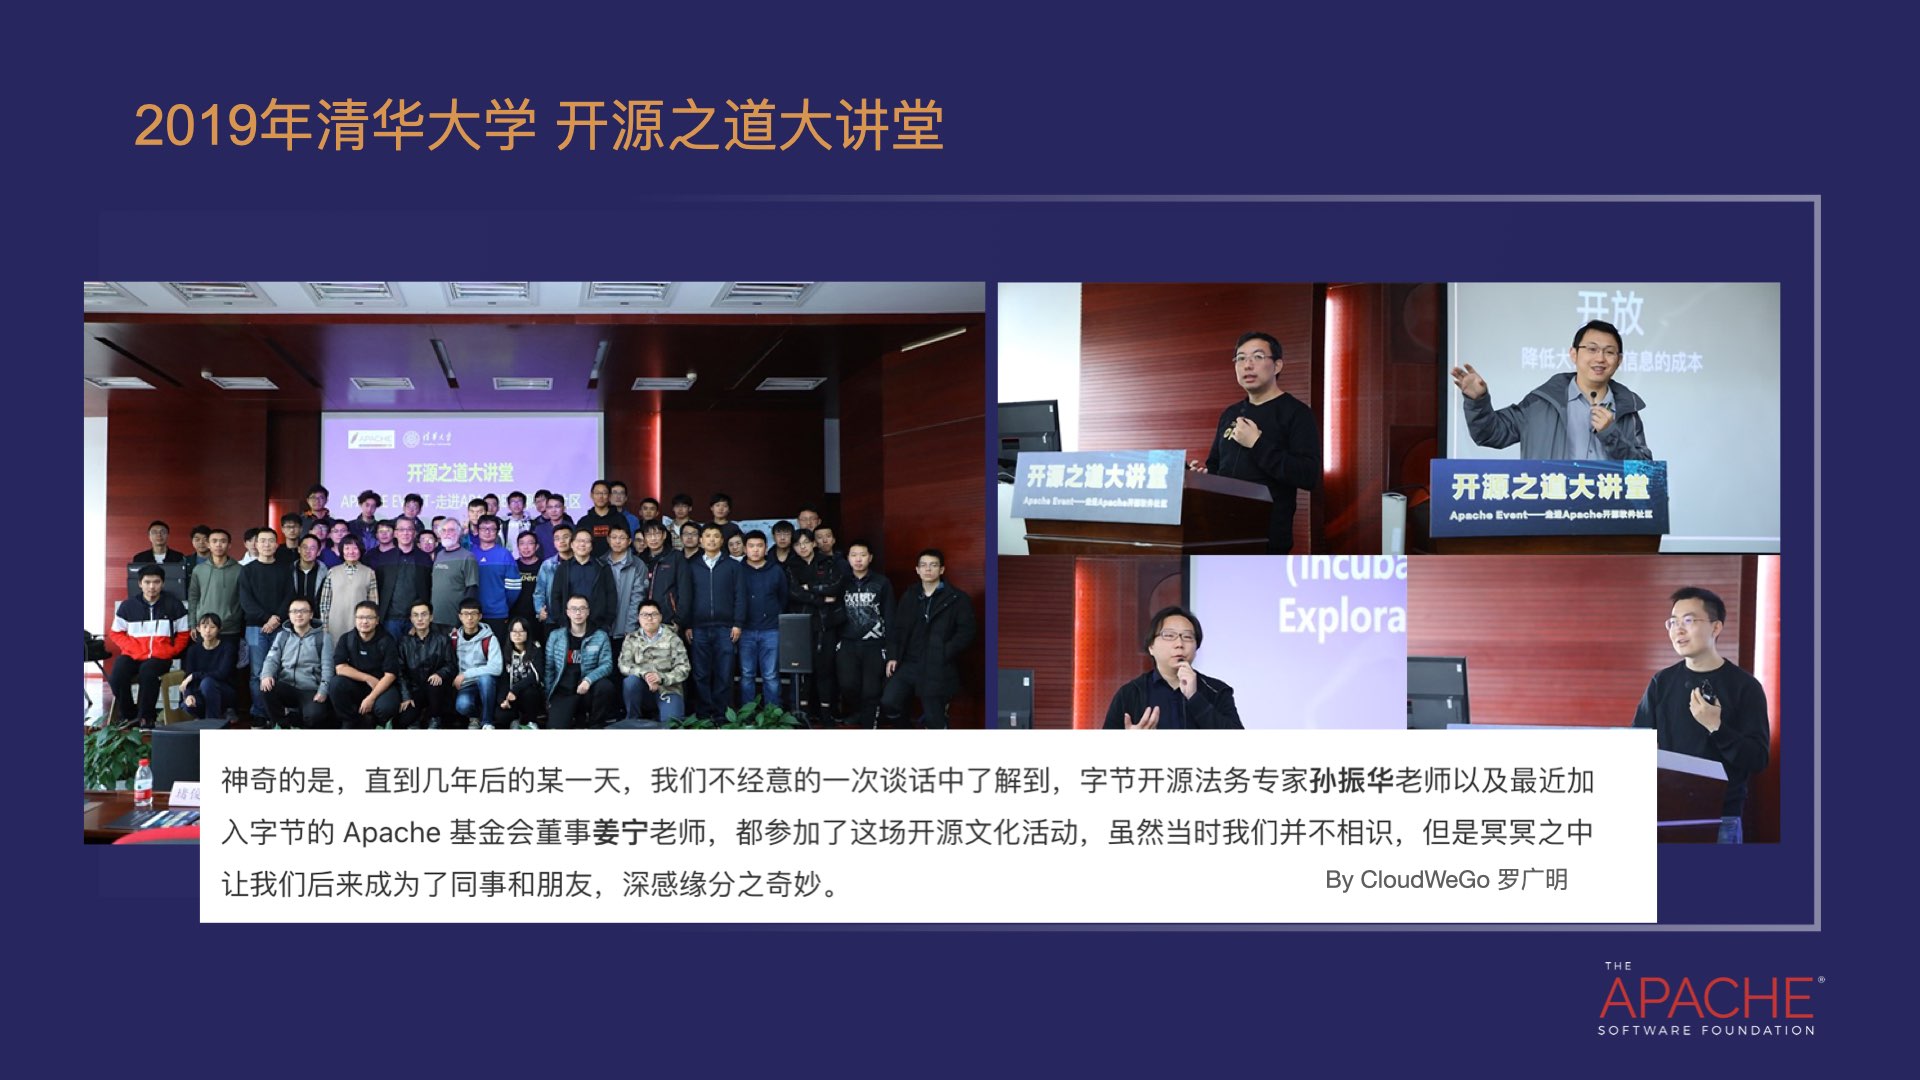 2019年清华大学 开源之道大讲堂
APACHE 清华大学
开源之道大讲堂
开源之道大讲堂
Apache Event——走进Apache开源软件社区
开放
降低大 信息的成本
开源之道大讲堂
Apache Event——走进Apache开源软件社区
(Incuba
Explora
神奇的是，直到几年后的某一天，我们不经意的一次谈话中了解到，字节开源法务专家孙振华老师以及最近加
入字节的 Apache 基金会董事姜宁老师，都参加了这场开源文化活动，虽然当时我们并不相识，但是冥冥之中
让我们后来成为了同事和朋友，深感缘分之奇妙。
By CloudWeGo 罗广明
THE
APACHE®
SOFTWARE FOUNDATION